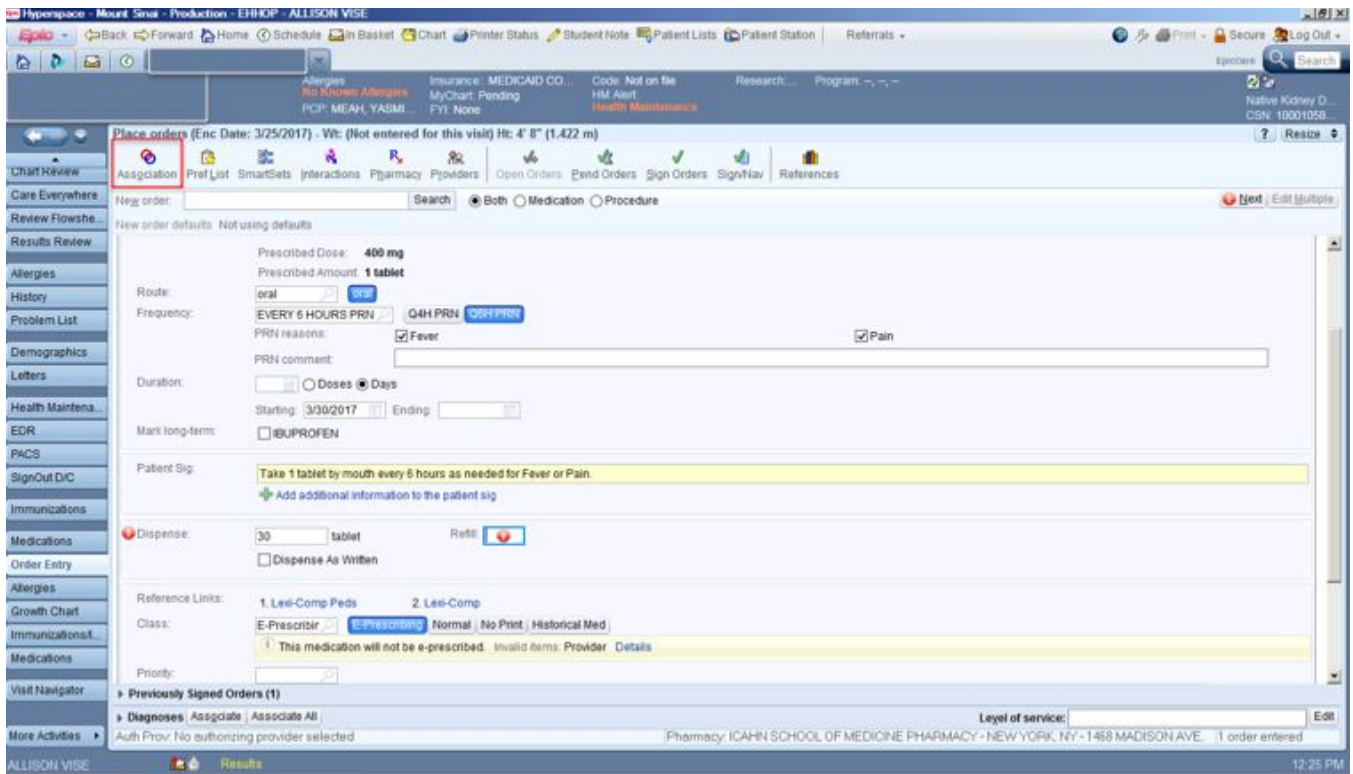 Hyperspace - Mount Sinai - Production - EHHOP - ALLISON VISE
Epic Back Forward Home Schedule In Basket Chart Printer Status Student Note Patient Lists Patient Station Referrals Print Secure Log Out
EpicCare Search
Allergies Insurance: MEDICAID CO... Code: Not on file Research:... Program: –, –, –
No Known Allergies MyChart: Pending HM Alert Native Kidney D...
PCP: MEAH, YASMI... FYI: None Health Maintenance CSN: 10001058...
Place orders (Enc Date: 3/25/2017) - Wt: (Not entered for this visit) Ht: 4' 8" (1.422 m) ? Resize
Association Pref List SmartSets Interactions Pharmacy Providers Open Orders Pend Orders Sign Orders Sign/Nav References
New order: Search Both Medication Procedure Next Edit Multiple
New order defaults Not using defaults
Chart Review
Care Everywhere
Review Flowshe...
Results Review
Allergies
History
Problem List
Demographics
Letters
Health Maintena...
EDR
PACS
SignOut D/C
Immunizations
Medications
Order Entry
Allergies
Growth Chart
Immunizations/I...
Medications
Visit Navigator
More Activities
Prescribed Dose: 400 mg
Prescribed Amount: 1 tablet
Route: oral oral
Frequency: EVERY 6 HOURS PRN Q4H PRN Q6H PRN
PRN reasons: Fever Pain
PRN comment:
Duration: Doses Days
Starting: 3/30/2017 Ending:
Mark long-term: IBUPROFEN
Patient Sig: Take 1 tablet by mouth every 6 hours as needed for Fever or Pain.
Add additional information to the patient sig
Dispense: 30 tablet Refill:
Dispense As Written
Reference Links: 1. Lexi-Comp Peds 2. Lexi-Comp
Class: E-Prescribir E-Prescribing Normal No Print Historical Med
This medication will not be e-prescribed. Invalid items: Provider Details
Priority:
Previously Signed Orders (1)
Diagnoses Associate Associate All Level of service: Edit
Auth Prov: No authorizing provider selected Pharmacy: ICAHN SCHOOL OF MEDICINE PHARMACY - NEW YORK, NY - 1468 MADISON AVE. 1 order entered
ALLISON VISE Results 12:25 PM